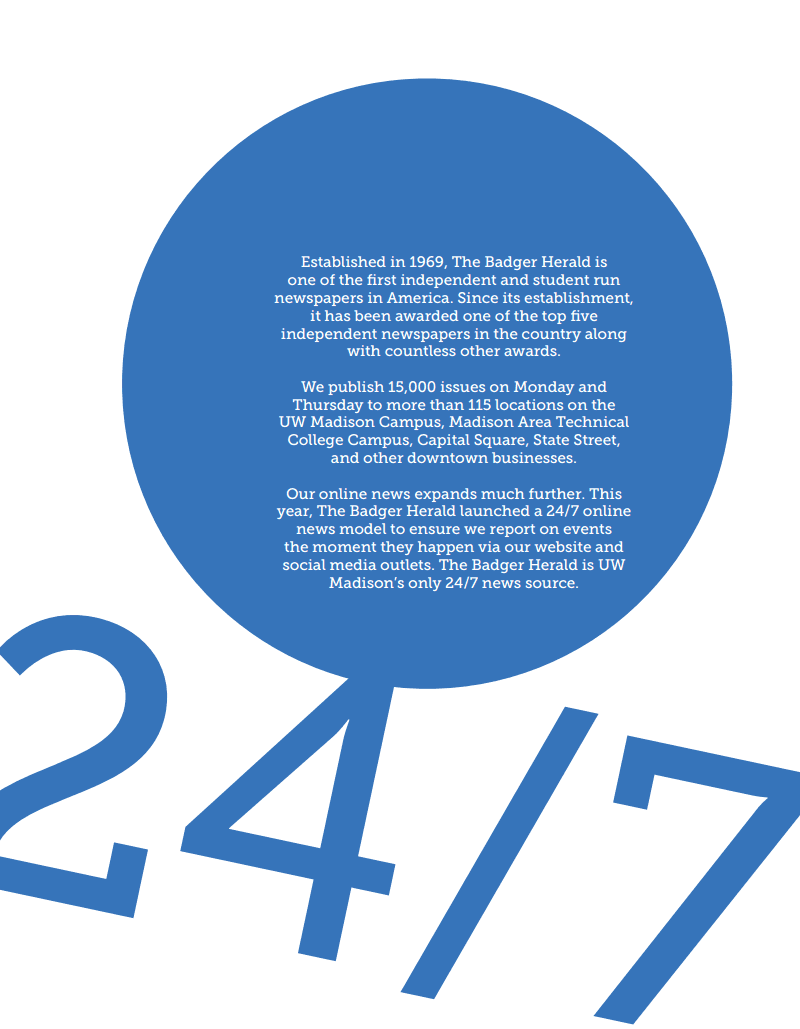 Established in 1969, The Badger Herald is
one of the first independent and student run
newspapers in America. Since its establishment,
it has been awarded one of the top five
independent newspapers in the country along
with countless other awards.
We publish 15,000 issues on Monday and
Thursday to more than 115 locations on the
UW Madison Campus, Madison Area Technical
College Campus, Capital Square, State Street,
and other downtown businesses.
Our online news expands much further. This
year, The Badger Herald launched a 24/7 online
news model to ensure we report on events
the moment they happen via our website and
social media outlets. The Badger Herald is UW
Madison's only 24/7 news source.
24/7